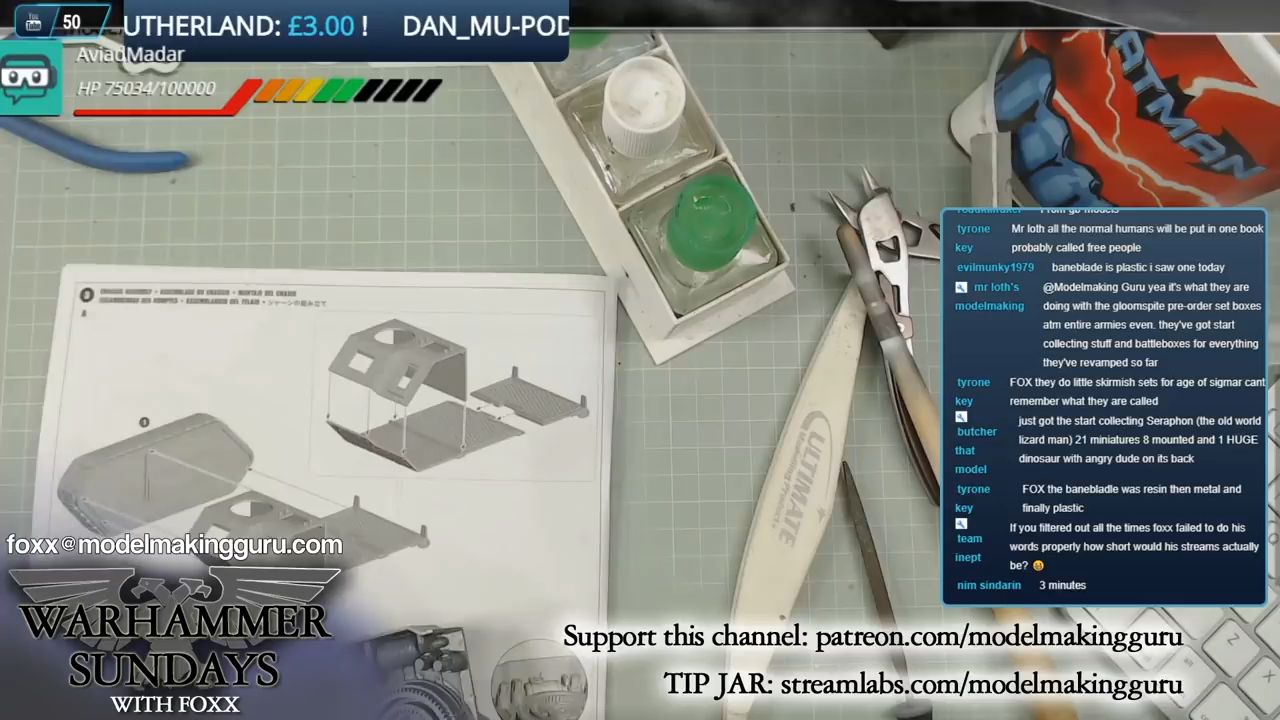 You Tube
50
UTHERLAND: £3.00 ! DAN_MU-POD
AviadMadar
HP 75034/100000
BATMAN
ULTIMATE
tyrone key Mr loth all the normal humans will be put in one book
probably called free people
evilmunky1979 baneblade is plastic i saw one today
mr loth's modelmaking @Modelmaking Guru yea it's what they are
doing with the gloomspite pre-order set boxes
atm entire armies even. they've got start
collecting stuff and battleboxes for everything
they've revamped so far
tyrone key FOX they do little skirmish sets for age of sigmar cant
remember what they are called
butcher that model just got the start collecting Seraphon (the old world
lizard man) 21 miniatures 8 mounted and 1 HUGE
dinosaur with angry dude on its back
tyrone key FOX the banebladle was resin then metal and
finally plastic
team inept If you filtered out all the times foxx failed to do his
words properly how short would his streams actually
be?
nim sindarin 3 minutes
foxx@modelmakingguru.com
WARHAMMER
SUNDAYS
WITH FOXX
Support this channel: patreon.com/modelmakingguru
TIP JAR: streamlabs.com/modelmakingguru